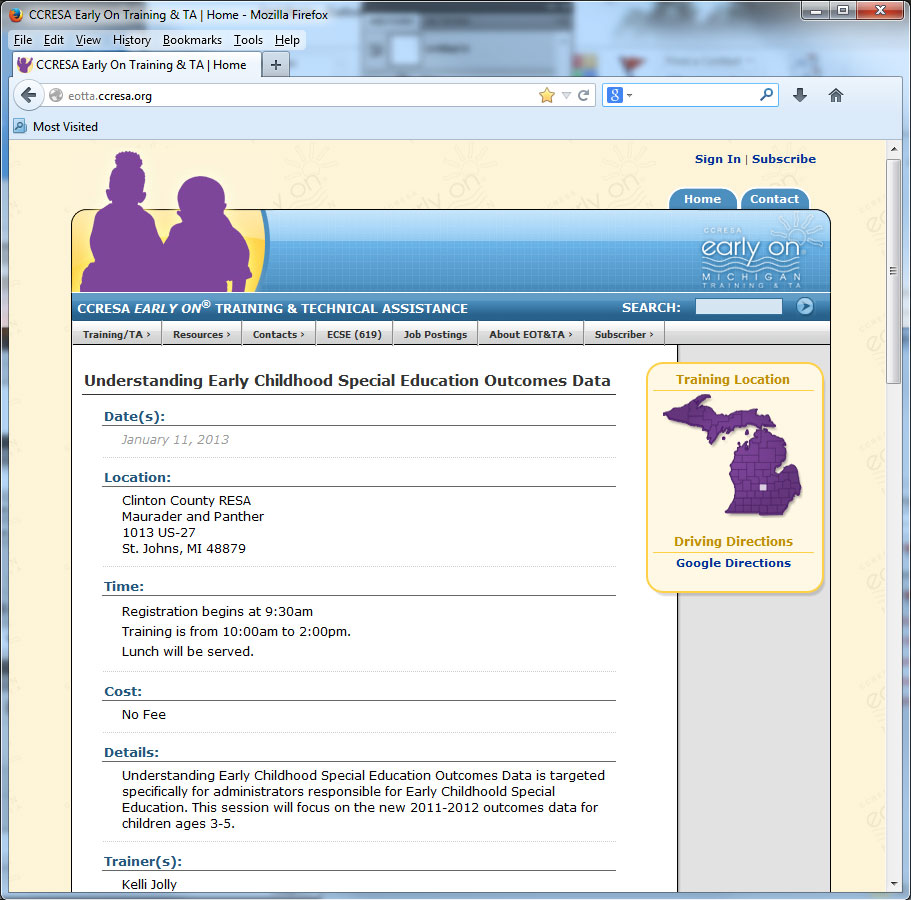 CCRESA Early On Training & TA | Home - Mozilla Firefox
File Edit View History Bookmarks Tools Help
CCRESA Early On Training & TA | Home
eotta.ccresa.org
Most Visited
Sign In | Subscribe
Home Contact
CCRESA
early on®
MICHIGAN
TRAINING & TA
CCRESA EARLY ON® TRAINING & TECHNICAL ASSISTANCE
SEARCH:
Training/TA › Resources › Contacts › ECSE (619) Job Postings About EOT&TA › Subscriber ›
Understanding Early Childhood Special Education Outcomes Data
Date(s):
January 11, 2013
Location:
Clinton County RESA
Maurader and Panther
1013 US-27
St. Johns, MI 48879
Time:
Registration begins at 9:30am
Training is from 10:00am to 2:00pm.
Lunch will be served.
Cost:
No Fee
Details:
Understanding Early Childhood Special Education Outcomes Data is targeted
specifically for administrators responsible for Early Childhoold Special
Education. This session will focus on the new 2011-2012 outcomes data for
children ages 3-5.
Trainer(s):
Kelli Jolly
Training Location
Driving Directions
Google Directions